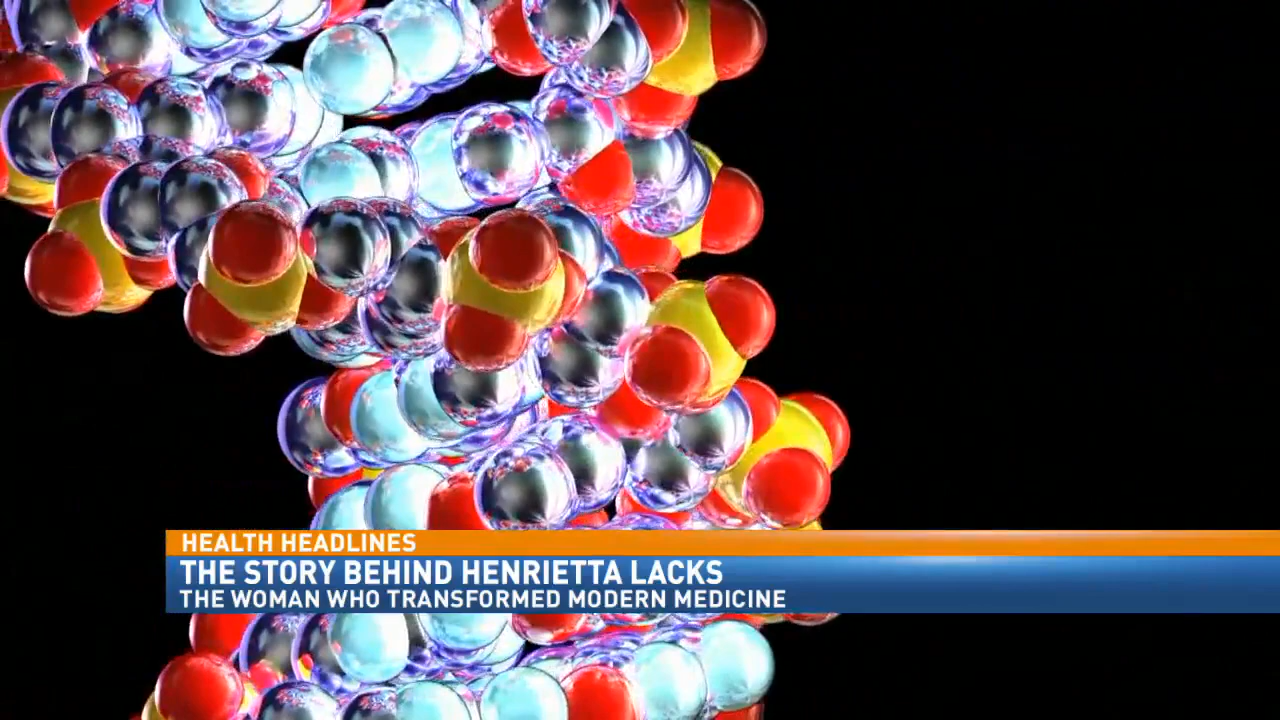 HEALTH HEADLINES
THE STORY BEHIND HENRIETTA LACKS
THE WOMAN WHO TRANSFORMED MODERN MEDICINE